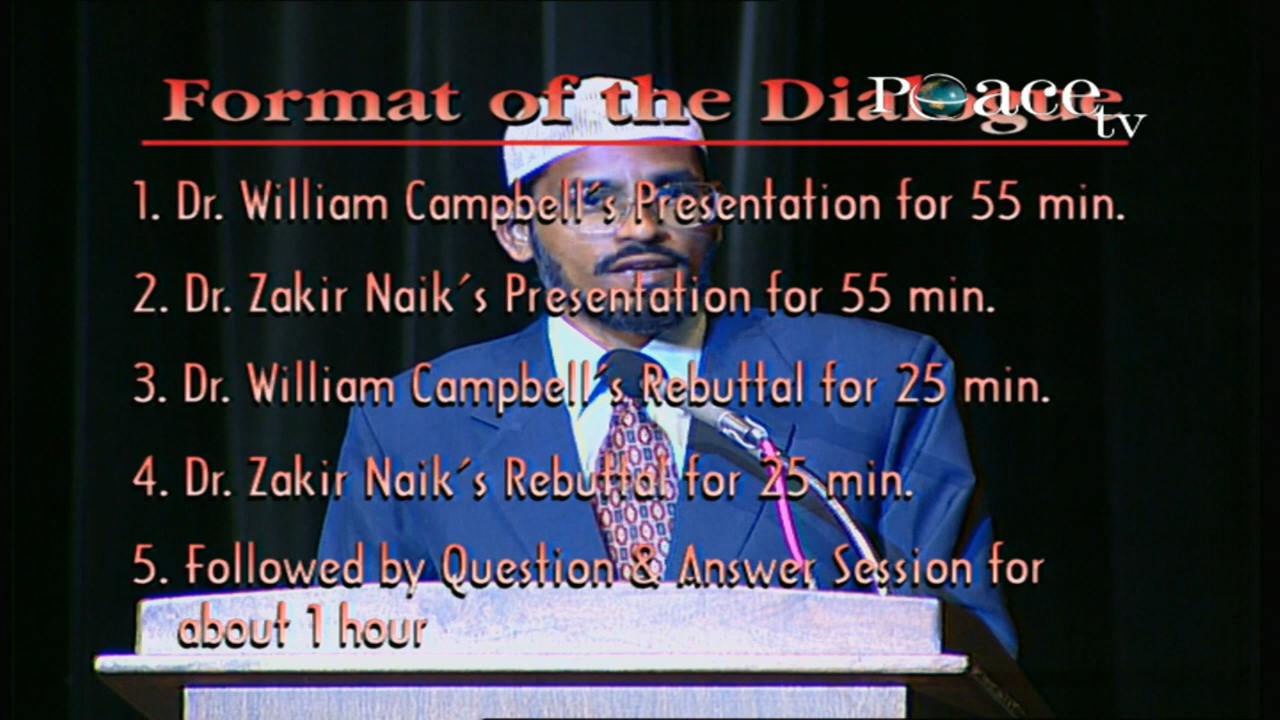 Format of the Dialogue
Peace tv
1. Dr. William Campbell´s Presentation for 55 min.
2. Dr. Zakir Naik´s Presentation for 55 min.
3. Dr. William Campbell´s Rebuttal for 25 min.
4. Dr. Zakir Naik´s Rebuttal for 25 min.
5. Followed by Question & Answer Session for
about 1 hour